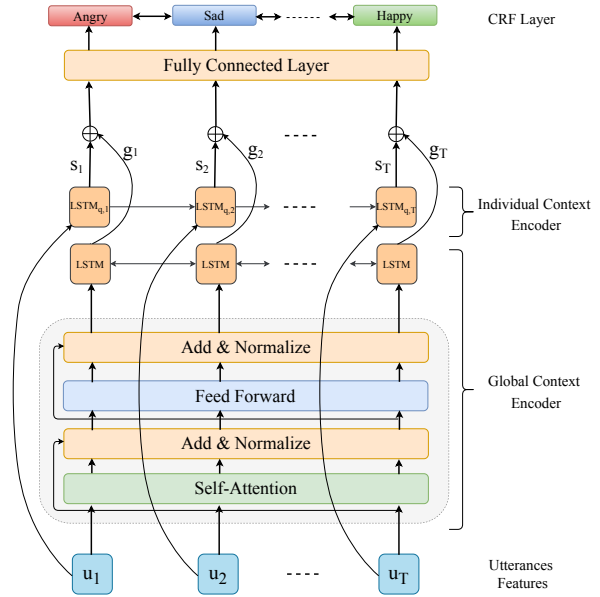 Angry Sad Happy CRF Layer
Fully Connected Layer
s1 g1 s2 g2 sT gT
LSTMq,1 LSTMq,2 LSTMq,T Individual Context
Encoder
LSTM LSTM LSTM
Add & Normalize
Feed Forward Global Context
Encoder
Add & Normalize
Self-Attention
u1 u2 uT Utterances
Features